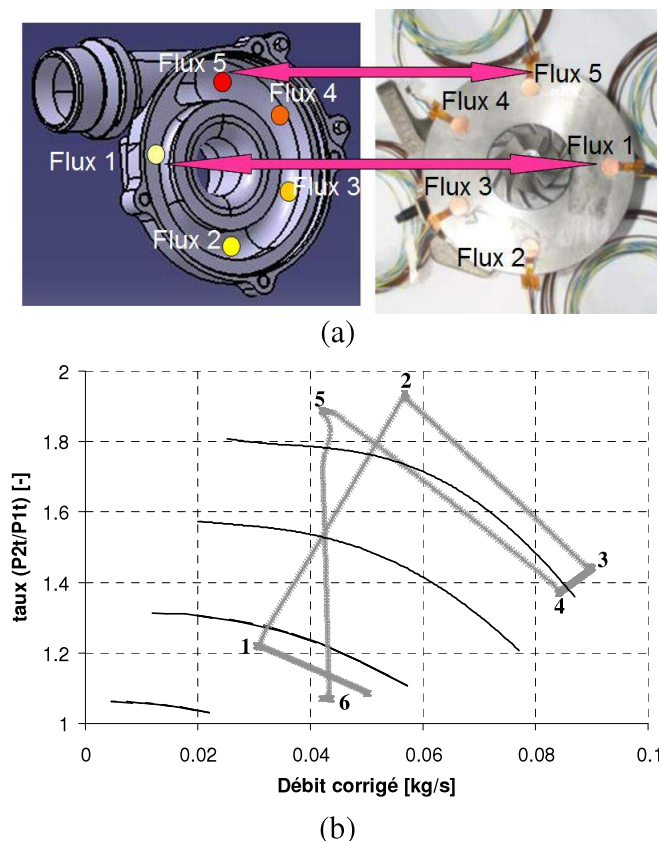 Flux 5
Flux 4
Flux 1
Flux 3
Flux 2
Flux 5
Flux 4
Flux 1
Flux 3
Flux 2
(a)
taux (P2t/P1t) [-]
2
1.8
1.6
1.4
1.2
1
0
0.02
0.04
0.06
0.08
0.1
1
2
3
4
5
6
Débit corrigé [kg/s]
(b)